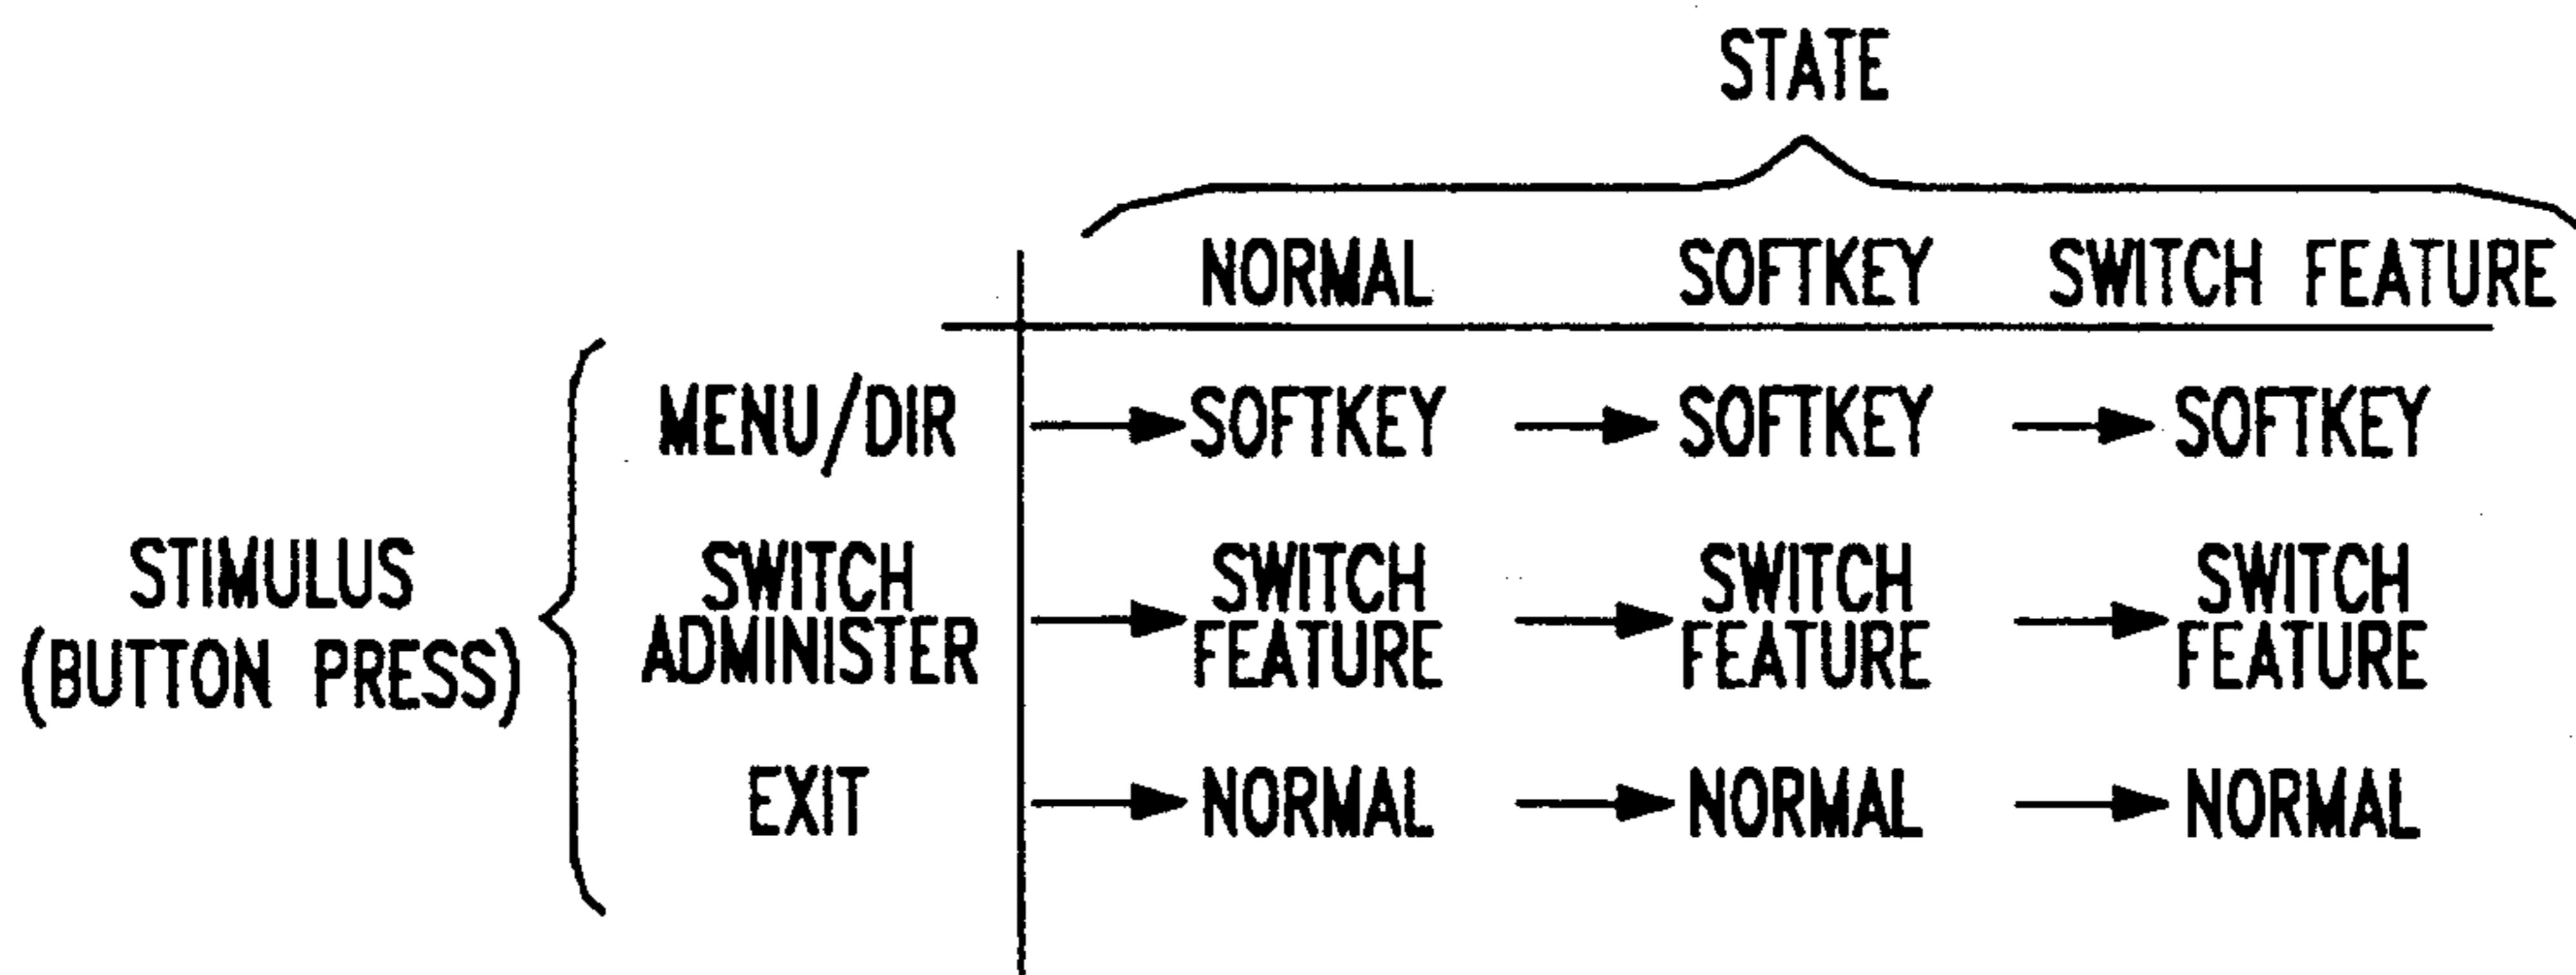 STATE
NORMAL SOFTKEY SWITCH FEATURE
MENU/DIR SOFTKEY SOFTKEY SOFTKEY
STIMULUS
(BUTTON PRESS)
SWITCH SWITCH SWITCH SWITCH
ADMINISTER FEATURE FEATURE FEATURE
EXIT NORMAL NORMAL NORMAL